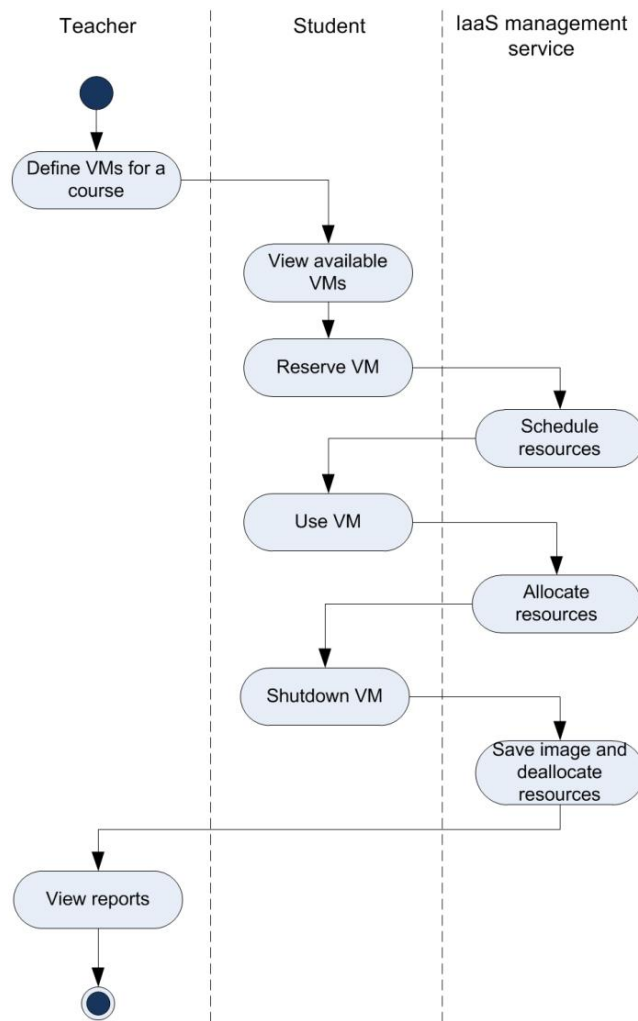 Teacher
Student
IaaS management
service
Define VMs for a
course
View available
VMs
Reserve VM
Schedule
resources
Use VM
Allocate
resources
Shutdown VM
Save image and
deallocate
resources
View reports